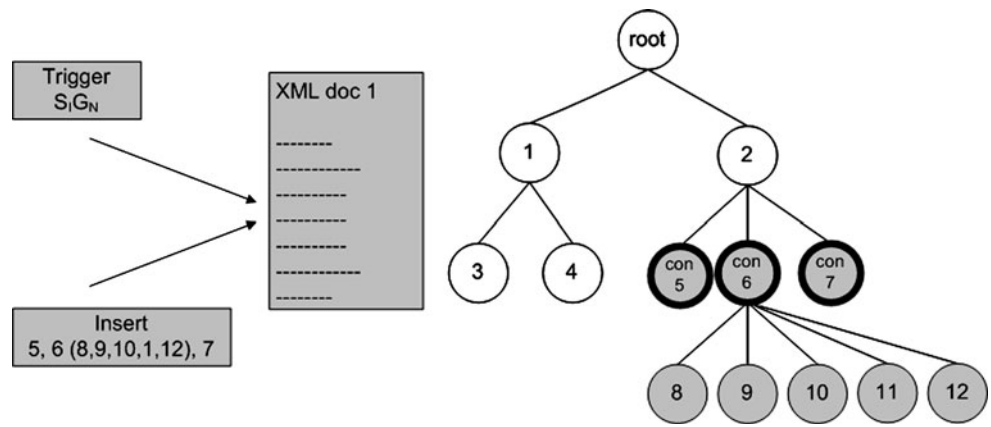 Trigger
SIGN
XML doc 1
--------
------------
----------
----------
----------
------------
--------
Insert
5, 6 (8,9,10,1,12), 7
root
1
2
3
4
con
5
con
6
con
7
8
9
10
11
12